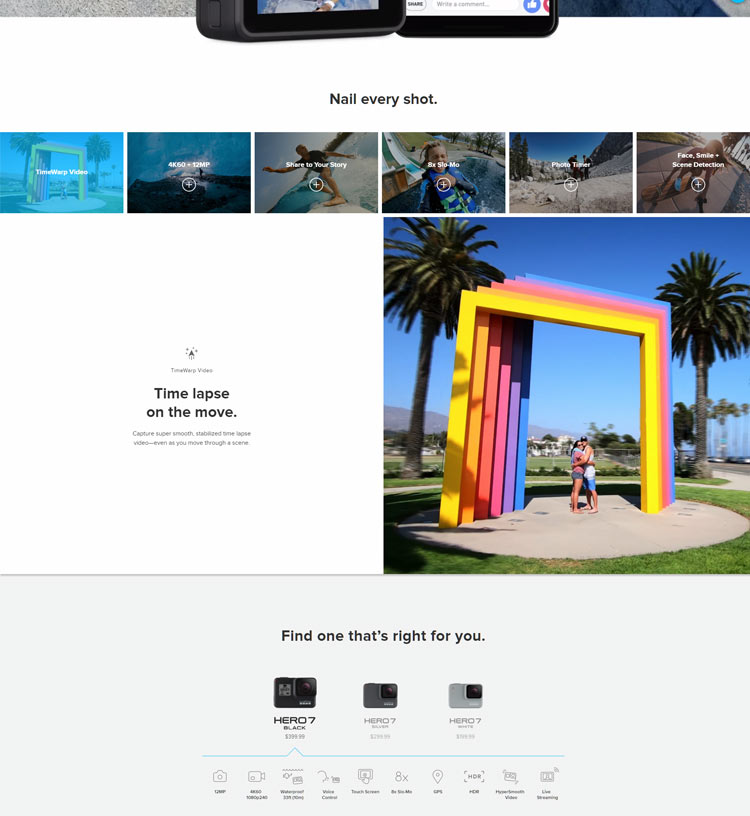 SHARE
Write a comment...
Nail every shot.
TimeWarp Video
4K60 + 12MP
Share to Your Story
8x Slo-Mo
Photo Timer
Face, Smile +
Scene Detection
TimeWarp Video
Time lapse
on the move.
Capture super smooth, stabilized time lapse
video—even as you move through a scene.
Find one that's right for you.
HERO7
BLACK
$399.99
HERO7
SILVER
$299.99
HERO7
WHITE
$199.99
8x
HDR
12MP
4K60
1080p240
Waterproof
33ft (10m)
Voice
Control
Touch Screen
8x Slo-Mo
GPS
HDR
HyperSmooth
Video
Live
Streaming